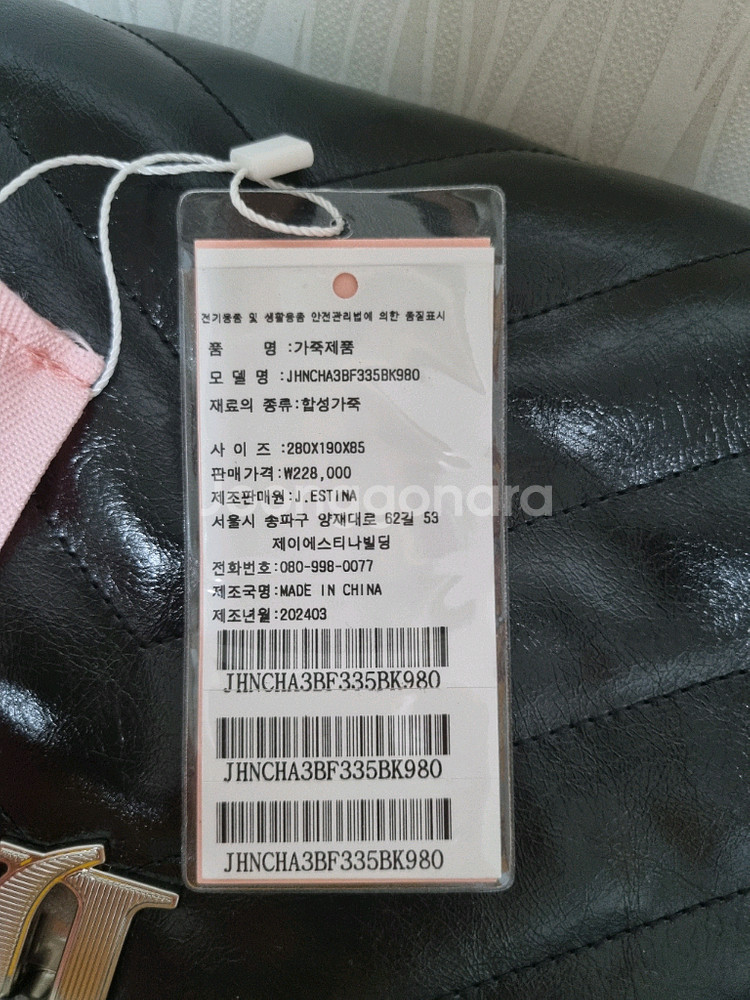 전기용품 및 생활용품 안전관리법에 의한 품질표시
품 명 :가죽제품
모 델 명 :JHNCHA3BF335BK980
재료의 종류:합성가죽
사 이 즈 :280X190X85
판매가격:₩228,000
제조판매원:J.ESTINA
서울시 송파구 양재대로 62길 53
제이에스티나빌딩
전화번호:080-998-0077
제조국명:MADE IN CHINA
제조년월:202403
JHNCHA3BF335BK980
JHNCHA3BF335BK980
JHNCHA3BF335BK980